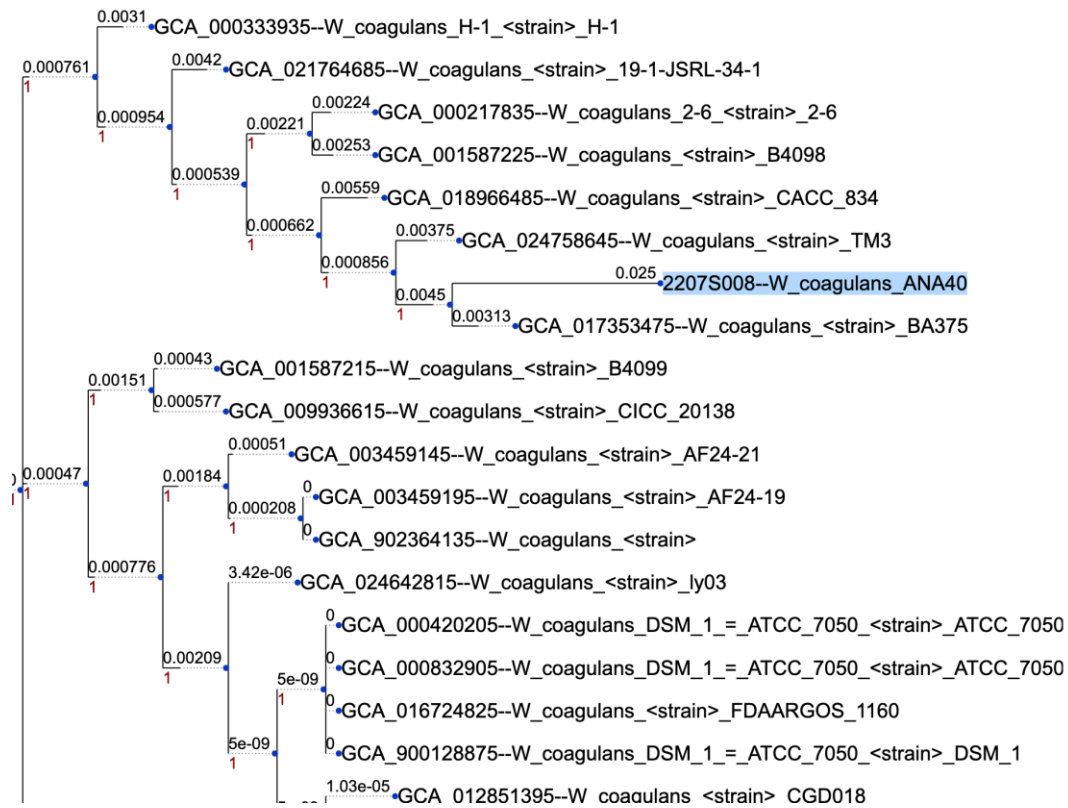 0.0031
GCA_000333935--W_coagulans_H-1_<strain>_H-1
0.000761
1
0.0042
GCA_021764685--W_coagulans_<strain>_19-1-JSRL-34-1
0.000954
1
0.00224
GCA_000217835--W_coagulans_2-6_<strain>_2-6
0.00221
1
0.00253
GCA_001587225--W_coagulans_<strain>_B4098
0.000539
1
0.00559
GCA_018966485--W_coagulans_<strain>_CACC_834
0.000662
1
0.00375
GCA_024758645--W_coagulans_<strain>_TM3
0.000856
1
0.025
2207S008--W_coagulans_ANA40
0.0045
1
0.00313
GCA_017353475--W_coagulans_<strain>_BA375
0.00043
GCA_001587215--W_coagulans_<strain>_B4099
0.00151
1
0.000577
GCA_009936615--W_coagulans_<strain>_CICC_20138
0.00051
GCA_003459145--W_coagulans_<strain>_AF24-21
0.00047
1
0.00184
1
0
GCA_003459195--W_coagulans_<strain>_AF24-19
0.000208
1
0
GCA_902364135--W_coagulans_<strain>
0.000776
1
3.42e-06
GCA_024642815--W_coagulans_<strain>_ly03
0
GCA_000420205--W_coagulans_DSM_1_=_ATCC_7050_<strain>_ATCC_7050
0.00209
1
0
GCA_000832905--W_coagulans_DSM_1_=_ATCC_7050_<strain>_ATCC_7050
5e-09
1
0
GCA_016724825--W_coagulans_<strain>_FDAARGOS_1160
5e-09
1
0
GCA_900128875--W_coagulans_DSM_1_=_ATCC_7050_<strain>_DSM_1
1.03e-05
GCA_012851395--W_coagulans_<strain>_CGD018